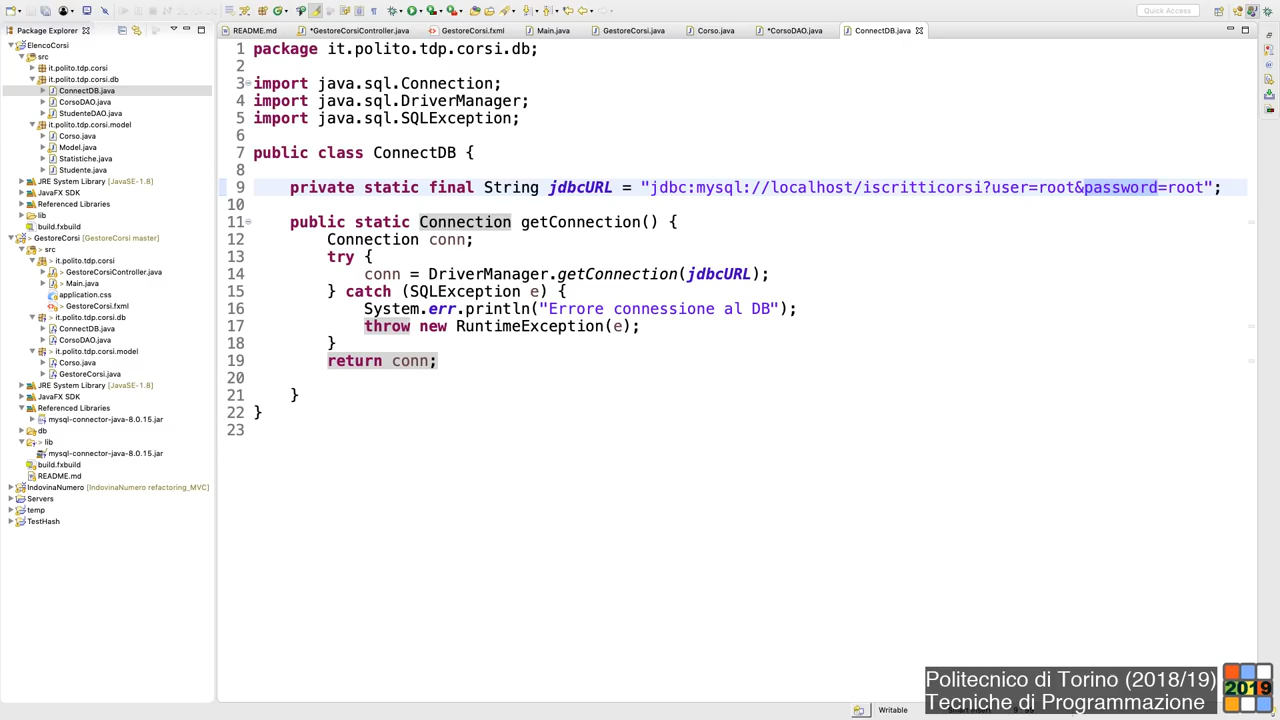 Quick Access
Package Explorer
README.md
*GestoreCorsiController.java
GestoreCorsi.fxml
Main.java
GestoreCorsi.java
Corso.java
*CorsoDAO.java
ConnectDB.java
ElencoCorsi
src
it.polito.tdp.corsi
it.polito.tdp.corsi.db
ConnectDB.java
CorsoDAO.java
StudenteDAO.java
it.polito.tdp.corsi.model
Corso.java
Model.java
Statistiche.java
Studente.java
JRE System Library [JavaSE-1.8]
JavaFX SDK
Referenced Libraries
lib
build.fxbuild
> GestoreCorsi [GestoreCorsi master]
> src
> it.polito.tdp.corsi
> GestoreCorsiController.java
> Main.java
application.css
> GestoreCorsi.fxml
> it.polito.tdp.corsi.db
ConnectDB.java
CorsoDAO.java
> it.polito.tdp.corsi.model
Corso.java
GestoreCorsi.java
JRE System Library [JavaSE-1.8]
JavaFX SDK
Referenced Libraries
mysql-connector-java-8.0.15.jar
db
> lib
mysql-connector-java-8.0.15.jar
build.fxbuild
README.md
IndovinaNumero [IndovinaNumero refactoring_MVC]
Servers
temp
TestHash
1 package it.polito.tdp.corsi.db;
2
3 import java.sql.Connection;
4 import java.sql.DriverManager;
5 import java.sql.SQLException;
6
7 public class ConnectDB {
8
9 private static final String jdbcURL = "jdbc:mysql://localhost/iscritticorsi?user=root&password=root";
10
11 public static Connection getConnection() {
12 Connection conn;
13 try {
14 conn = DriverManager.getConnection(jdbcURL);
15 } catch (SQLException e) {
16 System.err.println("Errore connessione al DB");
17 throw new RuntimeException(e);
18 }
19 return conn;
20
21 }
22 }
23
Politecnico di Torino (2018/19)
Tecniche di Programmazione
2019
Writable